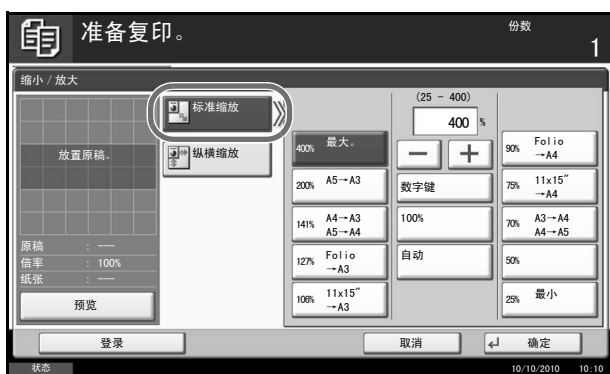 准备复印。
份数
1
缩小 / 放大
放置原稿。
原稿 : ---
倍率 : 100%
纸张 : ---
预览
标准缩放
纵横缩放
(25 - 400)
400 %
− +
数字键
100%
自动
400% 最大。
200% A5→A3
141% A4→A3
A5→A4
127% Folio
→A3
106% 11x15"
→A3
90% Folio
→A4
75% 11x15"
→A4
70% A3→A4
A4→A5
50%
25% 最小
登录
取消
确定
状态
10/10/2010 10:10